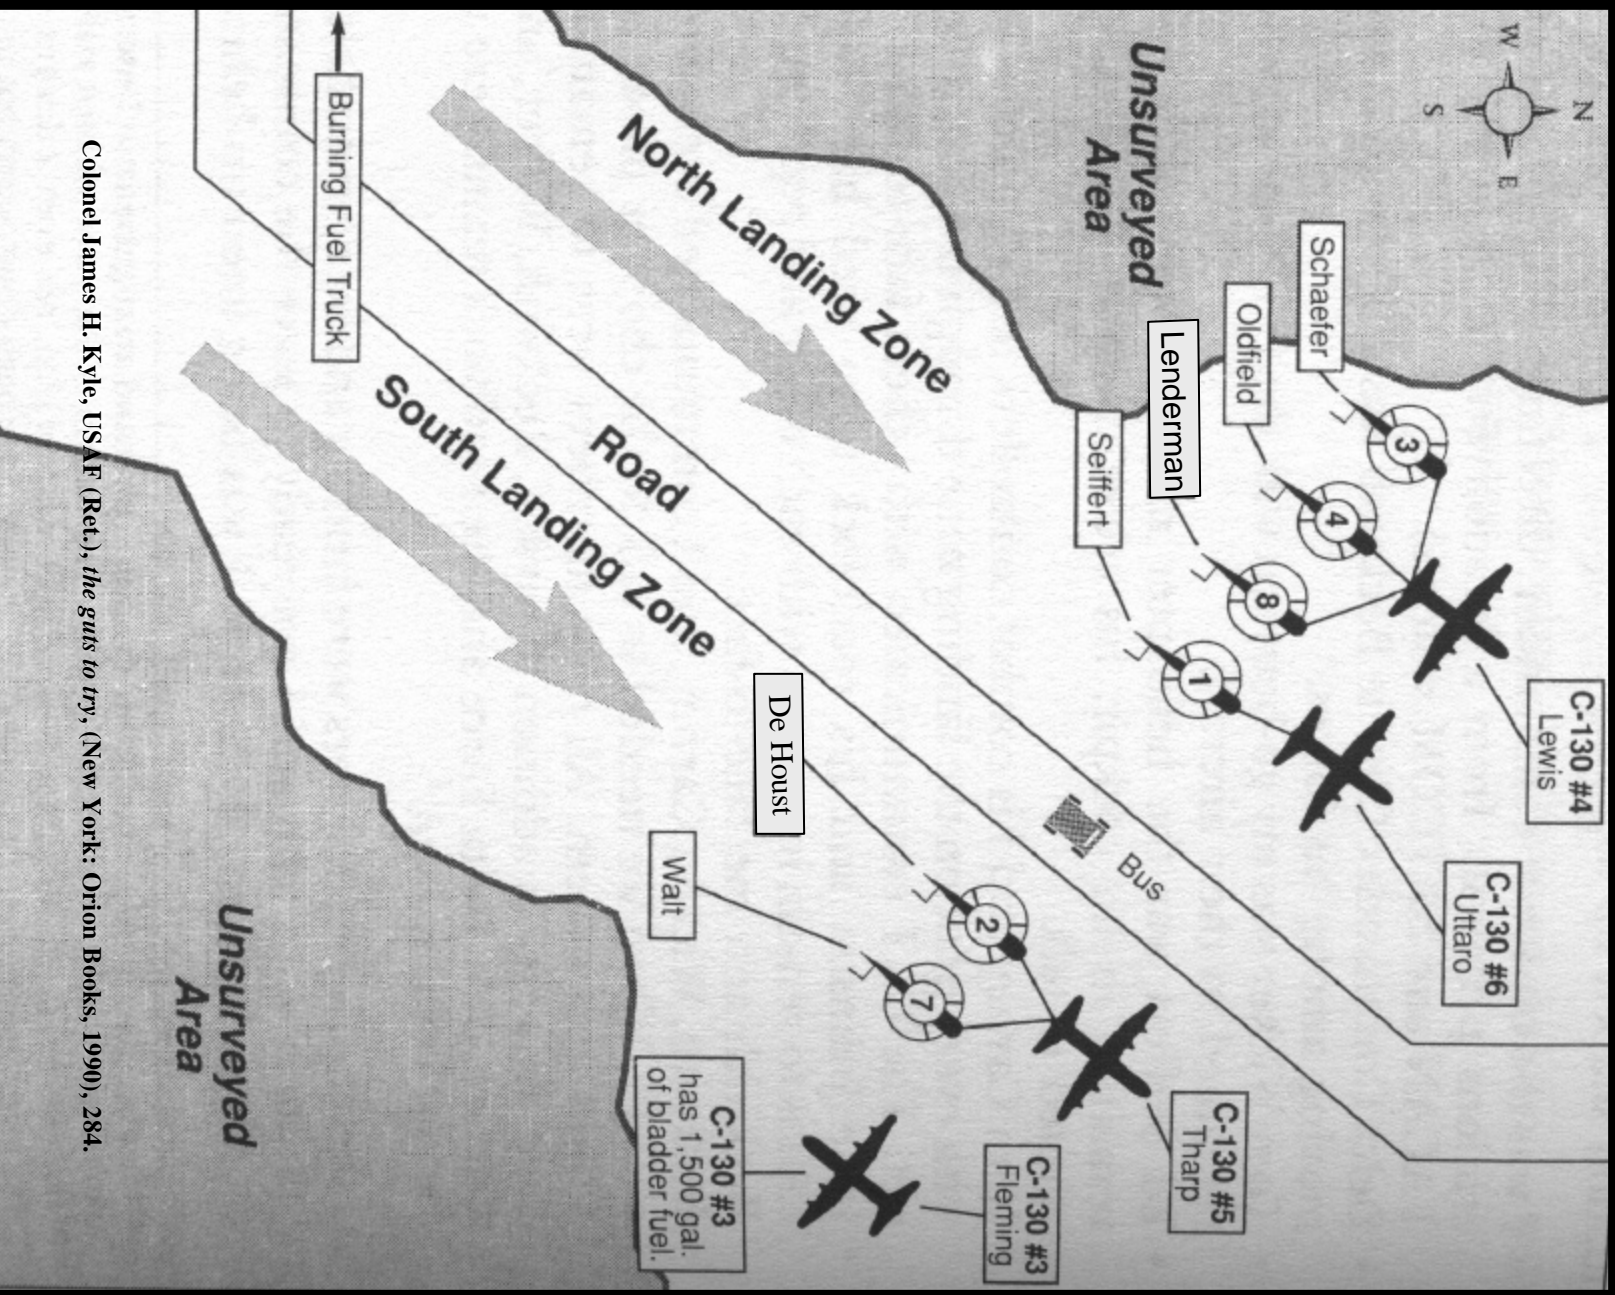 N
W
E
S
C-130 #4
Lewis
C-130 #6
Uttaro
C-130 #5
Tharp
C-130 #3
Fleming
C-130 #3
has 1,500 gal.
of bladder fuel.
Schaefer
3
Oldfield
4
Lenderman
8
Seiffert
1
Unsurveyed
Area
Bus
2
De Houst
7
Walt
North Landing Zone
Road
South Landing Zone
Burning Fuel Truck
Unsurveyed
Area
Colonel James H. Kyle, USAF (Ret.), the guts to try, (New York: Orion Books, 1990), 284.